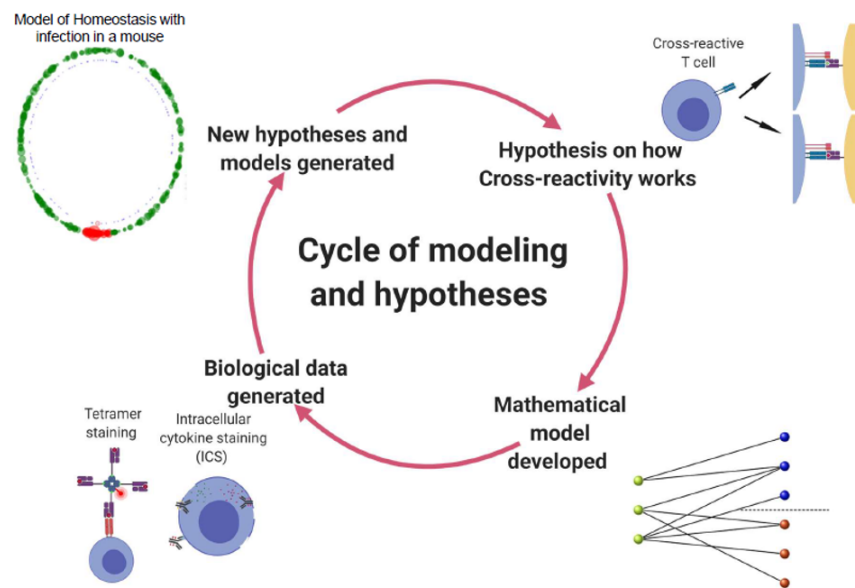 Model of Homeostasis with
infection in a mouse
Cross-reactive
T cell
New hypotheses and
models generated
Hypothesis on how
Cross-reactivity works
Cycle of modeling
and hypotheses
Biological data
generated
Mathematical
model
developed
Tetramer
staining
Intracellular
cytokine staining
(ICS)